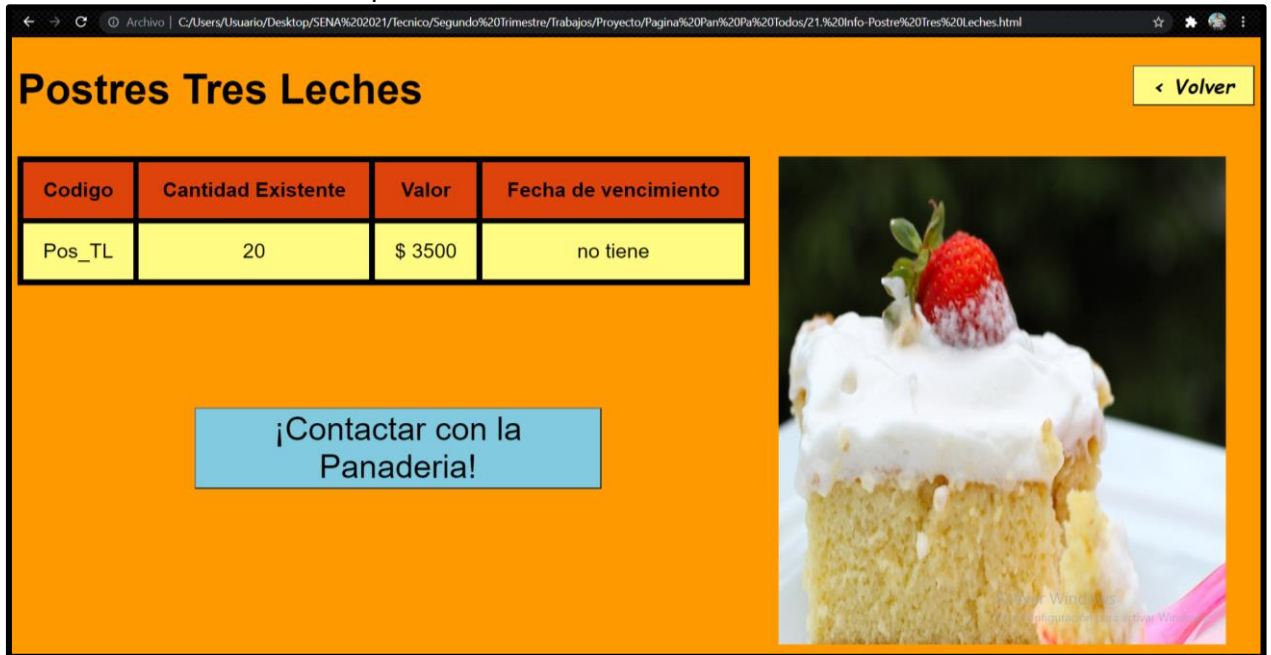 Archivo | C:/Users/Usuario/Desktop/SENA%202021/Tecnico/Segundo%20Trimestre/Trabajos/Proyecto/Pagina%20Pan%20Pa%20Todos/21.%20Info-Postre%20Tres%20Leches.html
Postres Tres Leches
< Volver
Codigo Cantidad Existente Valor Fecha de vencimiento
Pos_TL 20 $ 3500 no tiene
¡Contactar con la
Panaderia!